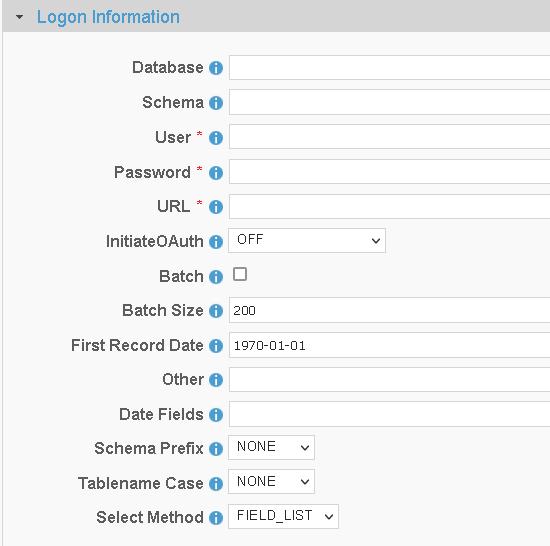 Logon Information
Database
Schema
User *
Password *
URL *
InitiateOAuth OFF
Batch
Batch Size 200
First Record Date 1970-01-01
Other
Date Fields
Schema Prefix NONE
Tablename Case NONE
Select Method FIELD_LIST